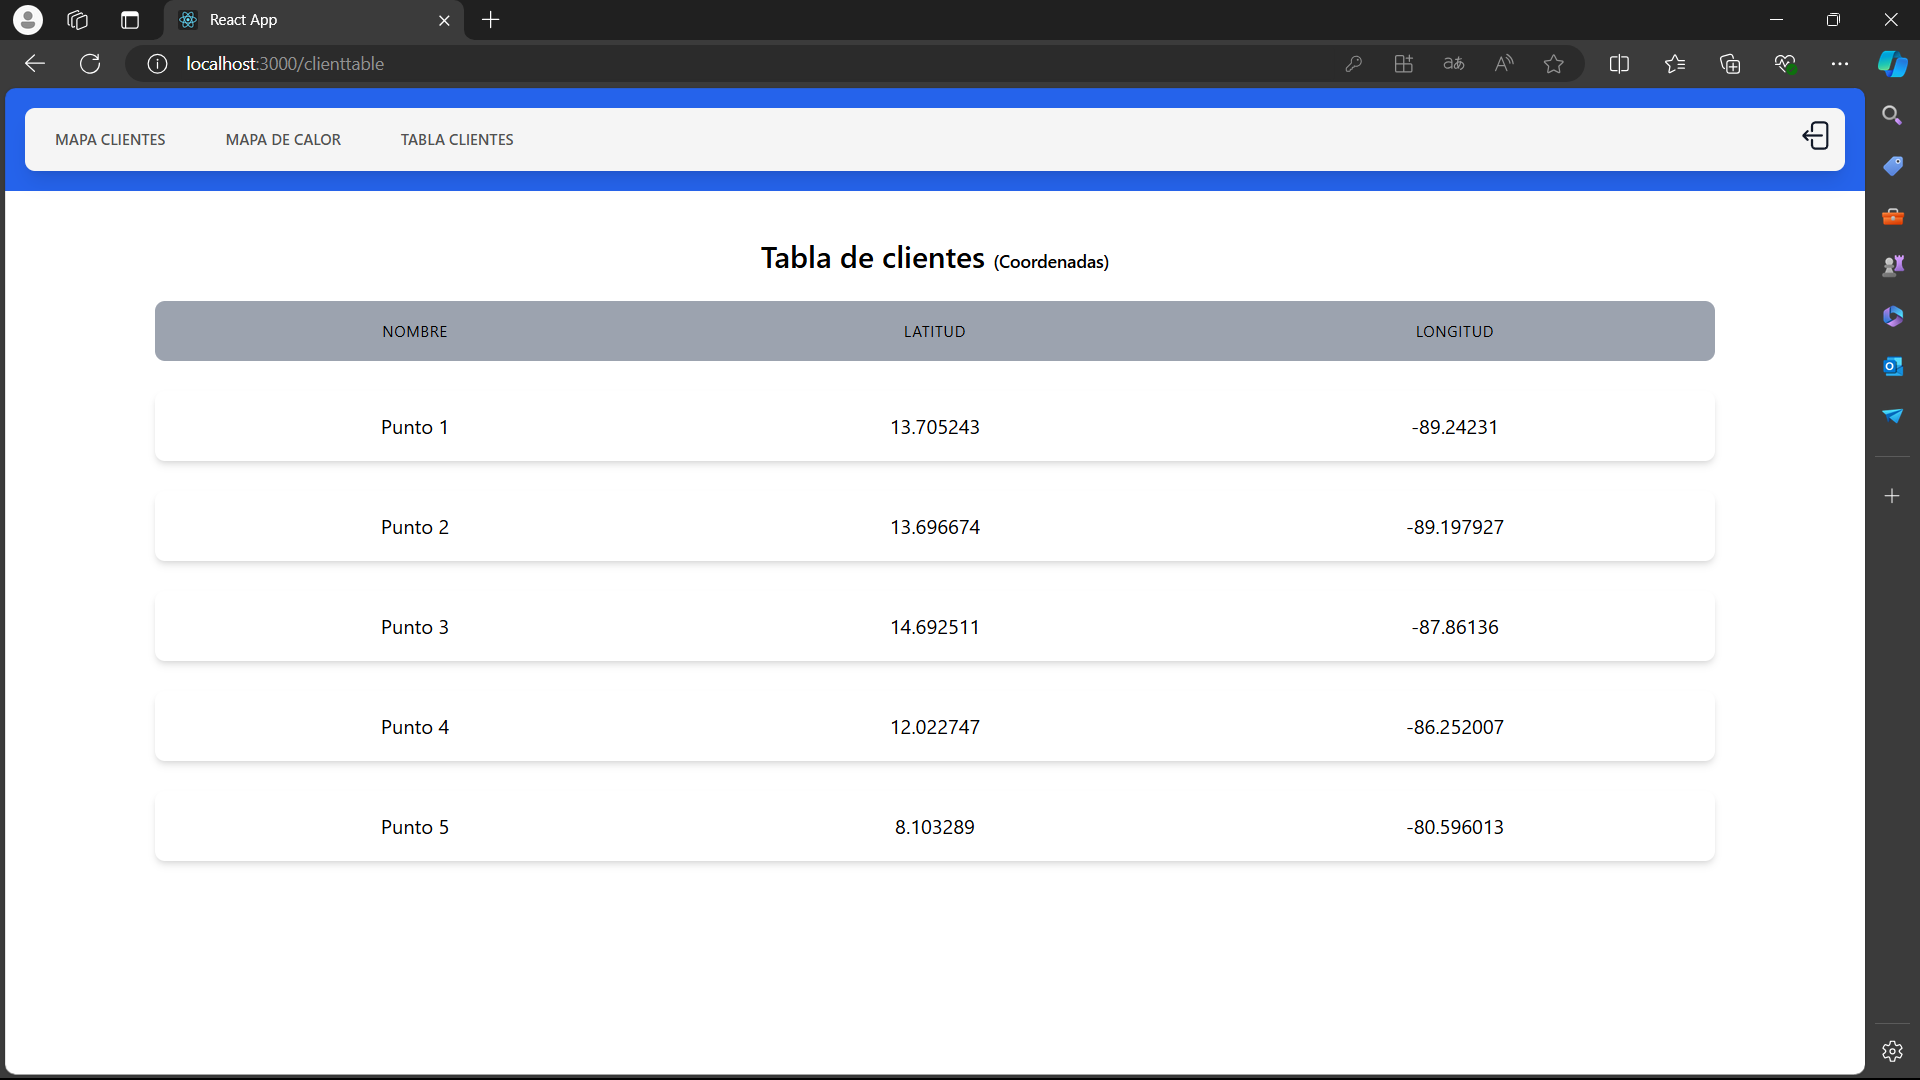 React App
localhost:3000/clienttable
MAPA CLIENTES MAPA DE CALOR TABLA CLIENTES
Tabla de clientes (Coordenadas)
NOMBRE LATITUD LONGITUD
Punto 1 13.705243 -89.24231
Punto 2 13.696674 -89.197927
Punto 3 14.692511 -87.86136
Punto 4 12.022747 -86.252007
Punto 5 8.103289 -80.596013